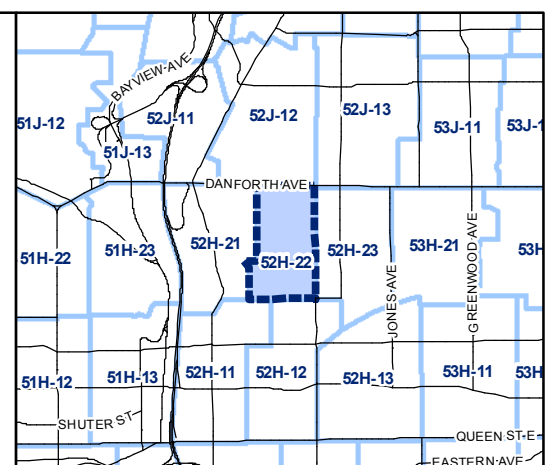 BAYVIEW AVE
51J-12
52J-11
52J-12
52J-13
53J-11
53J-1
51J-13
DANFORTH AVE
51H-22
51H-23
52H-21
52H-22
52H-23
53H-21
53H
JONES AVE
GREENWOOD AVE
51H-12
51H-13
52H-11
52H-12
52H-13
53H-11
53H
SHUTER ST
QUEEN ST E
EASTERN AVE